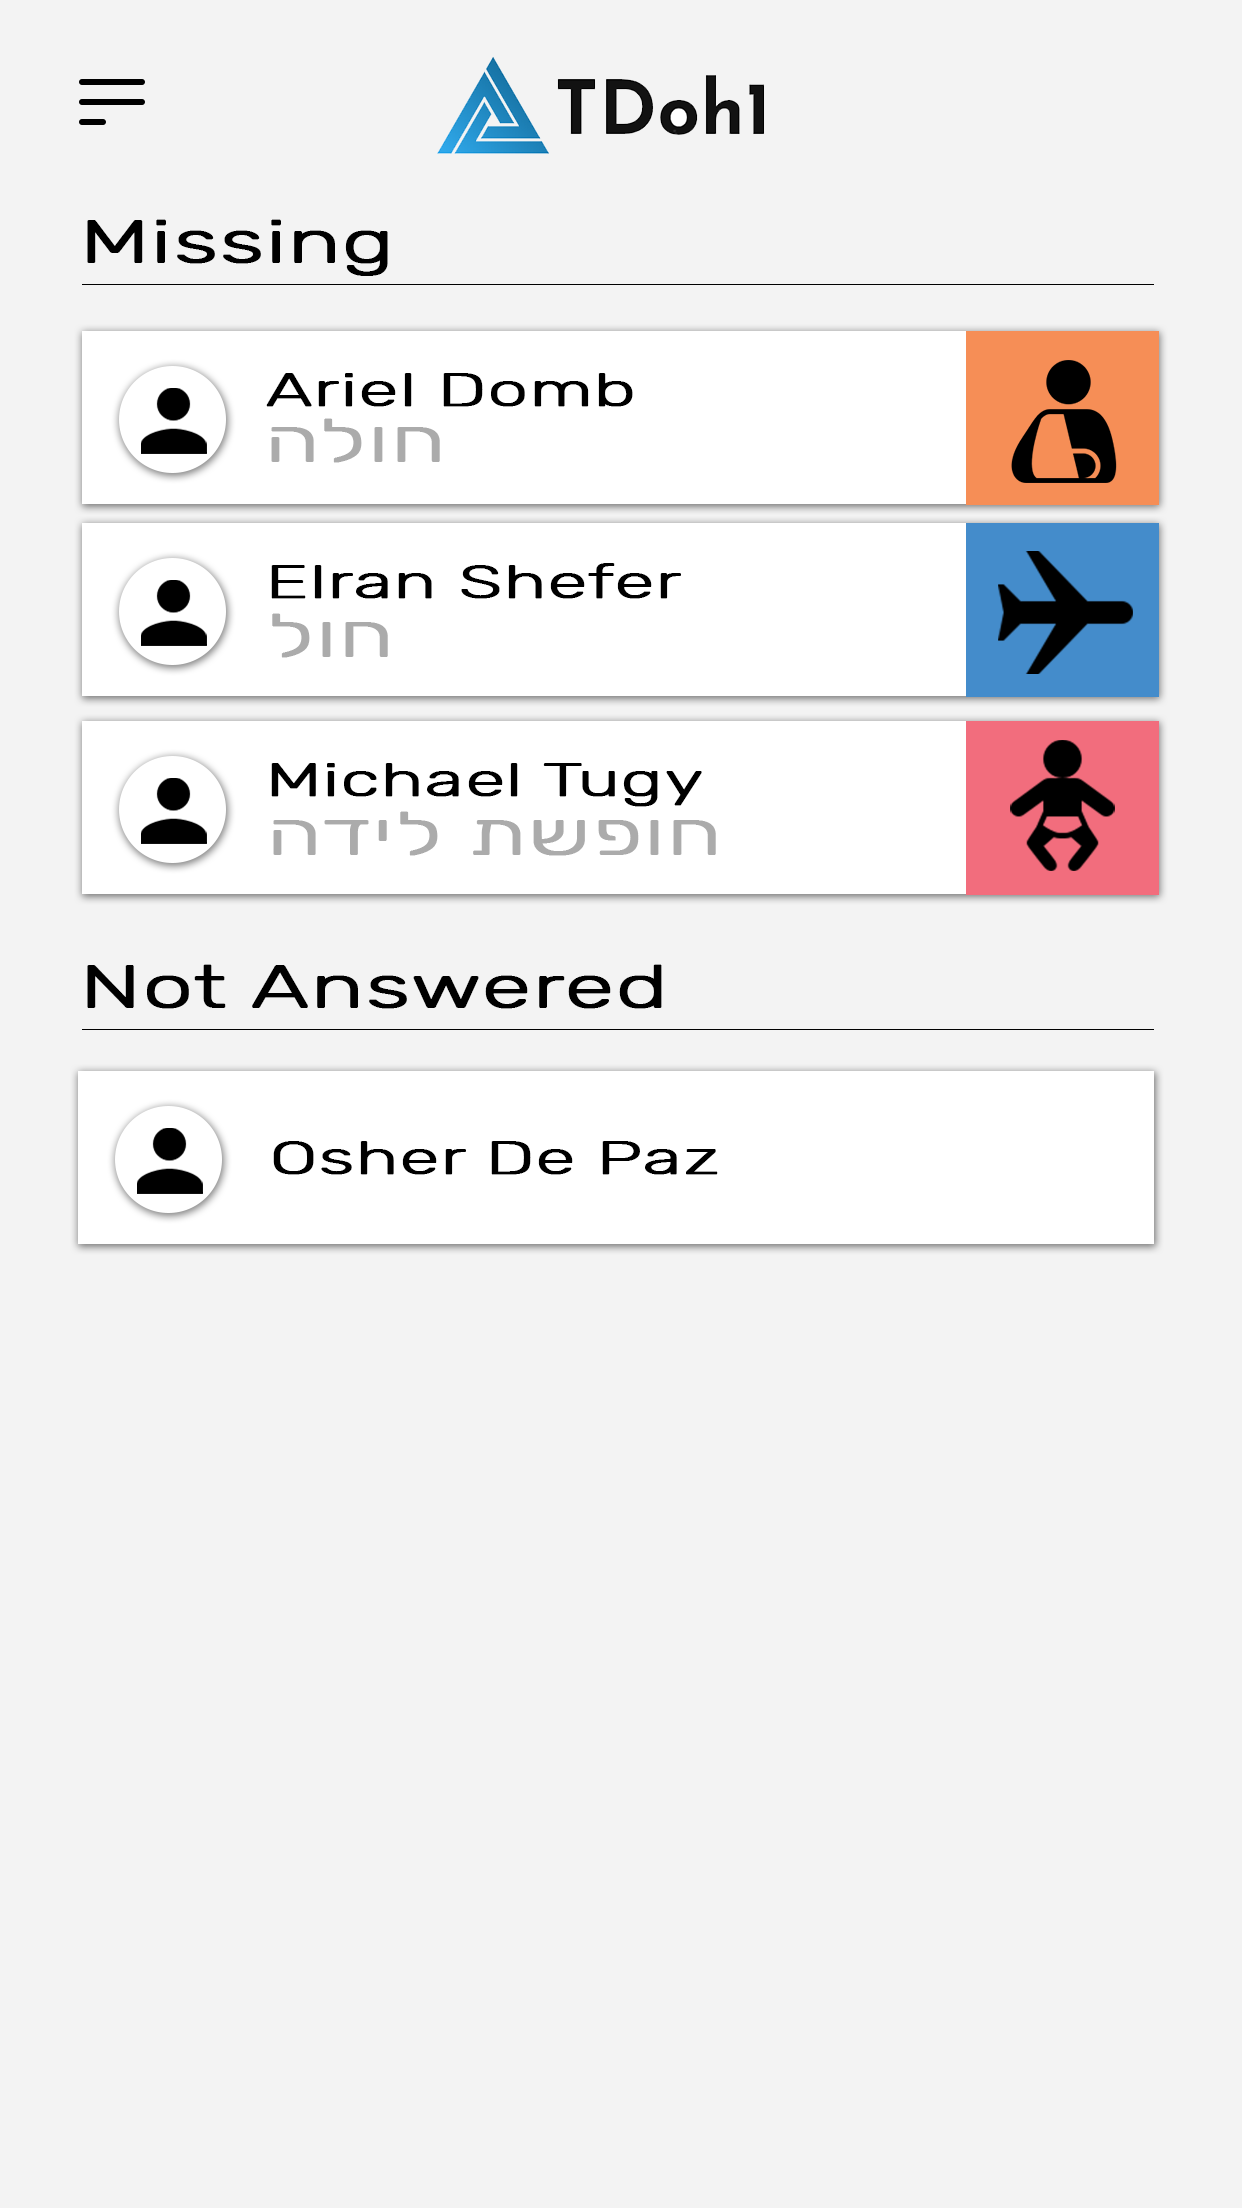 TDoh1
Missing
Ariel Domb
חולה
Elran Shefer
חול
Michael Tugy
חופשת לידה
Not Answered
Osher De Paz